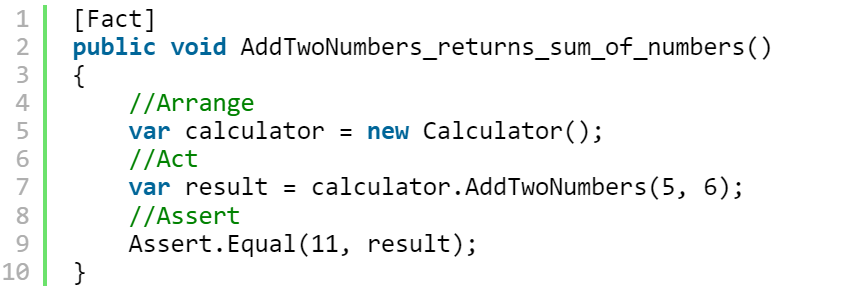 1 [Fact]
2 public void AddTwoNumbers_returns_sum_of_numbers()
3 {
4     //Arrange
5     var calculator = new Calculator();
6     //Act
7     var result = calculator.AddTwoNumbers(5, 6);
8     //Assert
9     Assert.Equal(11, result);
10 }